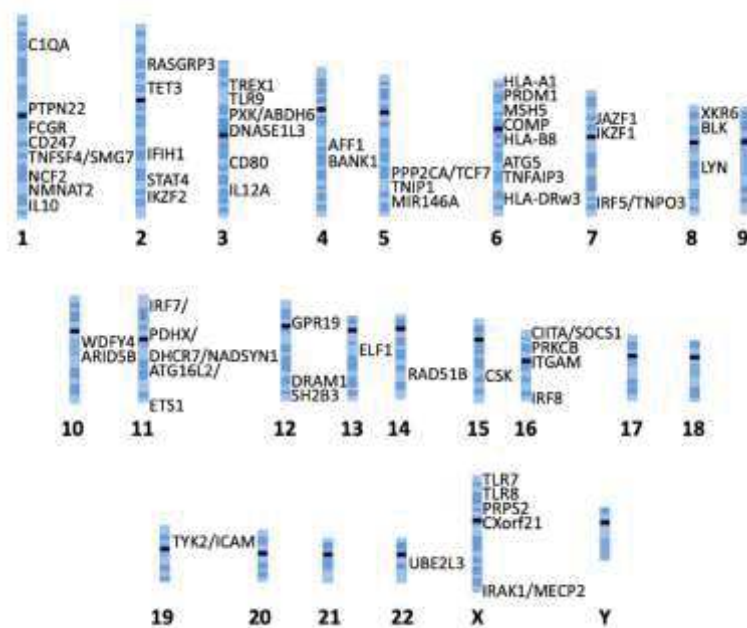 C1QA
PTPN22
FCGR
CD247
TNFSF4/SMG7
NCF2
NMNAT2
IL10
1
RASGRP3
TET3
IFIH1
STAT4
IKZF2
2
TREX1
TLR9
PXK/ABDH6
DNASE1L3
CD80
IL12A
3
AFF1
BANK1
4
PPP2CA/TCF7
TNIP1
MIR146A
5
HLA-A1
PRDM1
MSH5
COMP
HLA-B8
ATG5
TNFAIP3
HLA-DRw3
6
JAZF1
IKZF1
IRF5/TNPO3
7
XKR6
BLK
LYN
8
9
WDFY4
ARID5B
10
IRF7/
PDHX/
DHCR7/NADSYN1
ATG16L2/
ETS1
11
GPR19
DRAM1
SH2B3
12
ELF1
13
RAD51B
14
CSK
15
CIITA/SOCS1
PRKCB
ITGAM
IRF8
16
17
18
TYK2/ICAM
19
20
21
UBE2L3
22
TLR7
TLR8
PRPS2
CXorf21
IRAK1/MECP2
X
Y